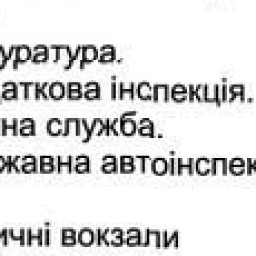 уратура.
даткова інспекція.
на служба.
ржавна автоінспек
ичні вокзали